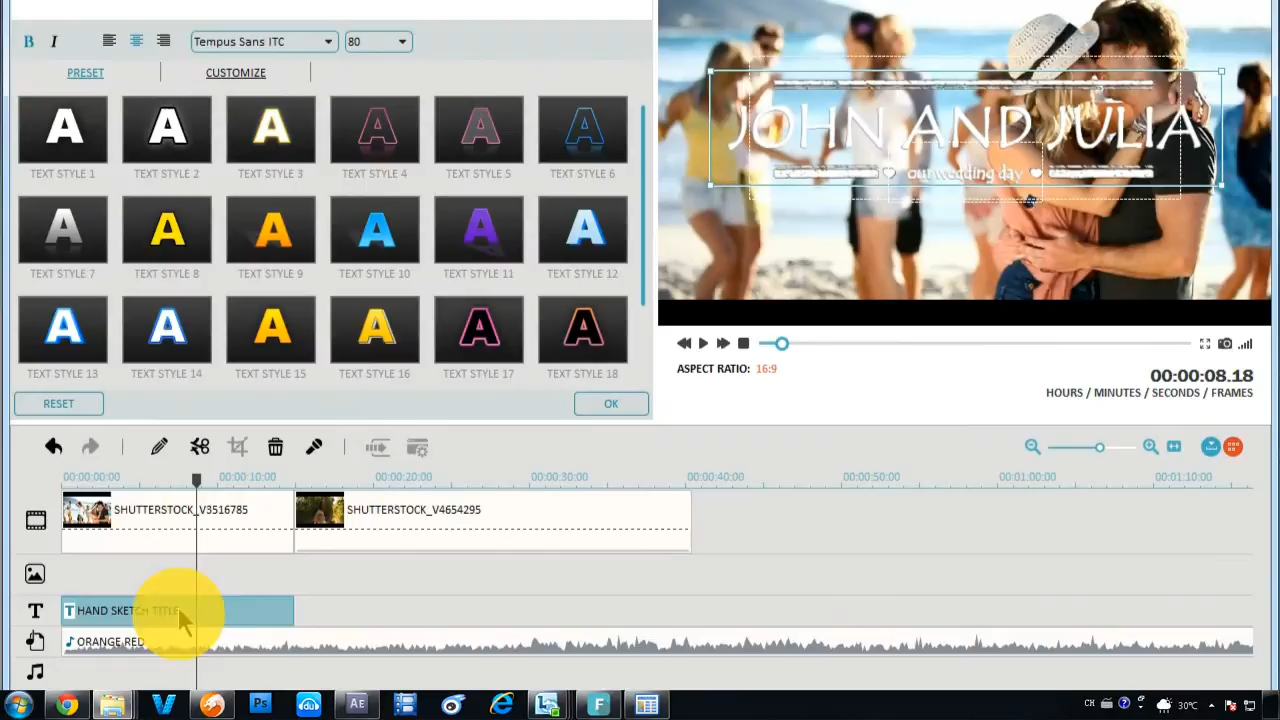 B I Tempus Sans ITC 80
PRESET CUSTOMIZE
A A A A A A
TEXT STYLE 1 TEXT STYLE 2 TEXT STYLE 3 TEXT STYLE 4 TEXT STYLE 5 TEXT STYLE 6
A A A A A A
TEXT STYLE 7 TEXT STYLE 8 TEXT STYLE 9 TEXT STYLE 10 TEXT STYLE 11 TEXT STYLE 12
A A A A A A
TEXT STYLE 13 TEXT STYLE 14 TEXT STYLE 15 TEXT STYLE 16 TEXT STYLE 17 TEXT STYLE 18
RESET OK
JOHN AND JULIA
our wedding day
ASPECT RATIO: 16:9
00:00:08.18
HOURS / MINUTES / SECONDS / FRAMES
00:00:00:00 00:00:10:00 00:00:20:00 00:00:30:00 00:00:40:00 00:00:50:00 00:01:00:00 00:01:10:00
SHUTTERSTOCK_V3516785 SHUTTERSTOCK_V4654295
T T HAND SKETCH TITLE
ORANGE RED
Ps Ae F CH 30℃